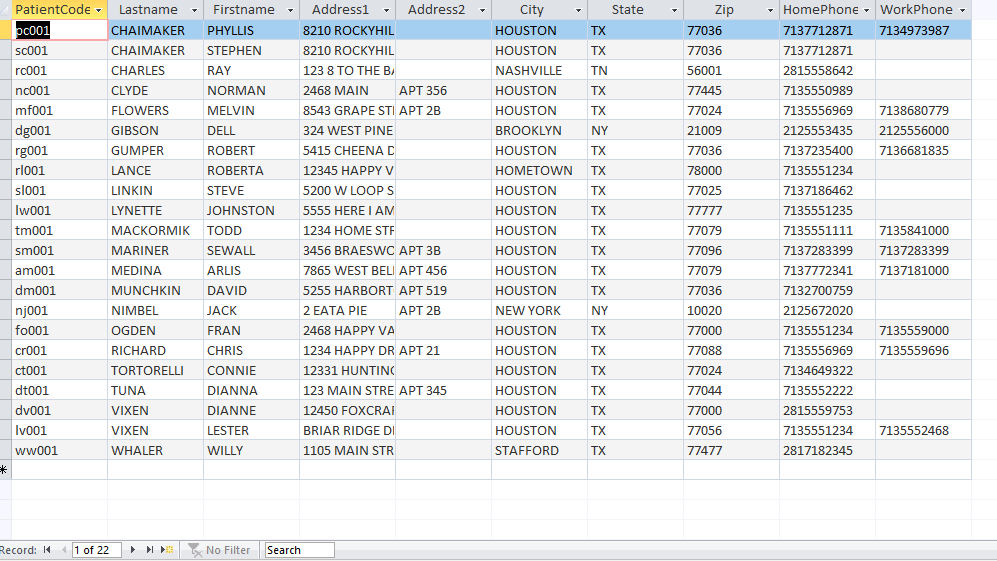 PatientCode Lastname Firstname Address1 Address2 City State Zip HomePhone WorkPhone
pc001 CHAIMAKER PHYLLIS 8210 ROCKYHIL HOUSTON TX 77036 7137712871 7134973987
sc001 CHAIMAKER STEPHEN 8210 ROCKYHIL HOUSTON TX 77036 7137712871
rc001 CHARLES RAY 123 8 TO THE BA NASHVILLE TN 56001 2815558642
nc001 CLYDE NORMAN 2468 MAIN APT 356 HOUSTON TX 77445 7135550989
mf001 FLOWERS MELVIN 8543 GRAPE STI APT 2B HOUSTON TX 77024 7135556969 7138680779
dg001 GIBSON DELL 324 WEST PINE BROOKLYN NY 21009 2125553435 2125556000
rg001 GUMPER ROBERT 5415 CHEENA D HOUSTON TX 77036 7137235400 7136681835
rl001 LANCE ROBERTA 12345 HAPPY V HOMETOWN TX 78000 7135551234
sl001 LINKIN STEVE 5200 W LOOP S HOUSTON TX 77025 7137186462
lw001 LYNETTE JOHNSTON 5555 HERE I AM HOUSTON TX 77777 7135551235
tm001 MACKORMIK TODD 1234 HOME STF HOUSTON TX 77079 7135551111 7135841000
sm001 MARINER SEWALL 3456 BRAESWO APT 3B HOUSTON TX 77096 7137283399 7137283399
am001 MEDINA ARLIS 7865 WEST BELI APT 456 HOUSTON TX 77079 7137772341 7137181000
dm001 MUNCHKIN DAVID 5255 HARBORT APT 519 HOUSTON TX 77036 7132700759
nj001 NIMBEL JACK 2 EATA PIE APT 2B NEW YORK NY 10020 2125672020
fo001 OGDEN FRAN 2468 HAPPY VA HOUSTON TX 77000 7135551234 7135559000
cr001 RICHARD CHRIS 1234 HAPPY DR APT 21 HOUSTON TX 77088 7135556969 7135559696
ct001 TORTORELLI CONNIE 12331 HUNTING HOUSTON TX 77024 7134649322
dt001 TUNA DIANNA 123 MAIN STRE APT 345 HOUSTON TX 77044 7135552222
dv001 VIXEN DIANNE 12450 FOXCRAF HOUSTON TX 77000 2815559753
lv001 VIXEN LESTER BRIAR RIDGE DI HOUSTON TX 77056 7135551234 7135552468
ww001 WHALER WILLY 1105 MAIN STR STAFFORD TX 77477 2817182345
Record: 1 of 22 No Filter Search